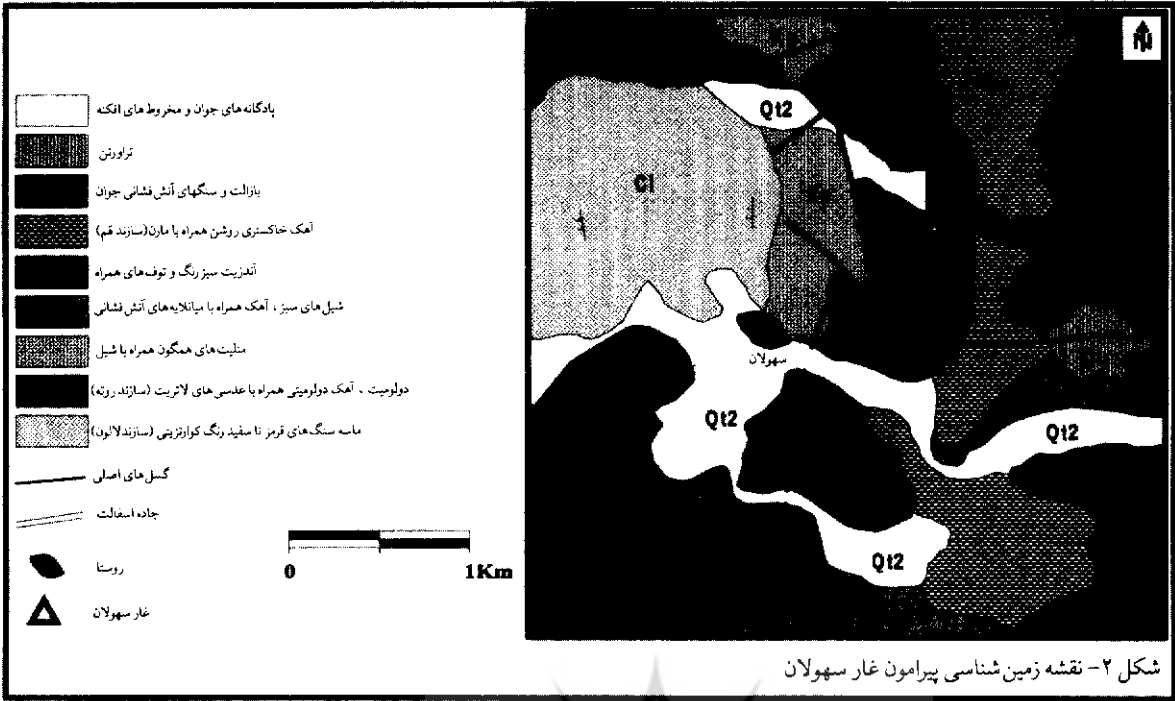 پادگانه‌های جوان و مخروط های افکنه
تراورتن
بازالت و سنگهای آتش فشانی جوان
آهک خاکستری روشن همراه با مارن(سازند قم)
آندزیت سبز رنگ و توف های همراه
شیل های سبز ، آهک همراه با میانلایه های آتش فشانی
متلیت های همگون همراه با شیل
دولومیت ، آهک دولومیتی همراه با عدسی های لاتریت (سازند روته)
ماسه سنگ های قرمز تا سفید رنگ کوارتزیتی (سازندلالون)
گسل های اصلی
جاده اسفالت
روستا
غار سهولان
0 1Km
Qt2
Cl
سهولان
Qt2
Qt2
Qt2
شکل ۲- نقشه زمین شناسی پیرامون غار سهولان